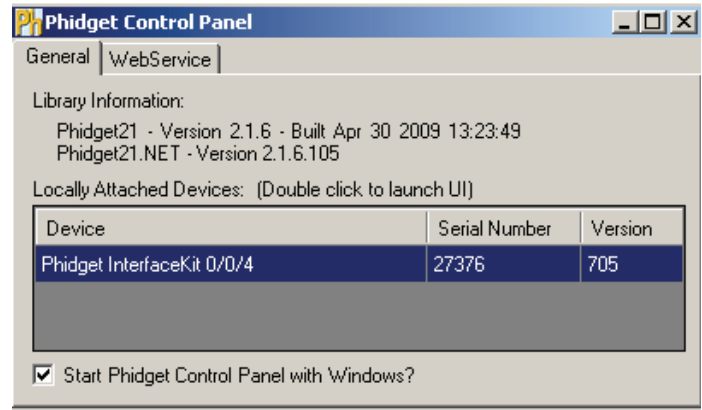 Ph Phidget Control Panel
General WebService
Library Information:
Phidget21 - Version 2.1.6 - Built Apr 30 2009 13:23:49
Phidget21.NET - Version 2.1.6.105
Locally Attached Devices: (Double click to launch UI)
Device Serial Number Version
Phidget InterfaceKit 0/0/4 27376 705
Start Phidget Control Panel with Windows?